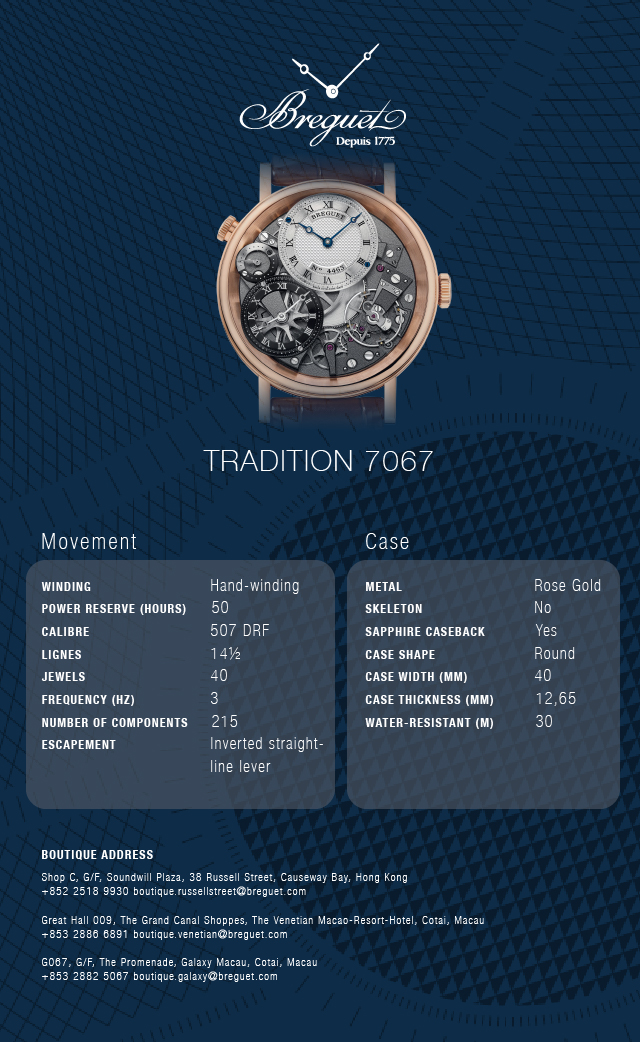 Breguet
Depuis 1775
BREGUET
Nº 4463
TRADITION 7067
Movement
WINDING Hand-winding
POWER RESERVE (HOURS) 50
CALIBRE 507 DRF
LIGNES 14½
JEWELS 40
FREQUENCY (HZ) 3
NUMBER OF COMPONENTS 215
ESCAPEMENT Inverted straight-
line lever
Case
METAL Rose Gold
SKELETON No
SAPPHIRE CASEBACK Yes
CASE SHAPE Round
CASE WIDTH (MM) 40
CASE THICKNESS (MM) 12,65
WATER-RESISTANT (M) 30
BOUTIQUE ADDRESS
Shop C, G/F, Soundwill Plaza, 38 Russell Street, Causeway Bay, Hong Kong
+852 2518 9930 boutique.russellstreet@breguet.com
Great Hall 009, The Grand Canal Shoppes, The Venetian Macao-Resort-Hotel, Cotai, Macau
+853 2886 6891 boutique.venetian@breguet.com
G067, G/F, The Promenade, Galaxy Macau, Cotai, Macau
+853 2882 5067 boutique.galaxy@breguet.com